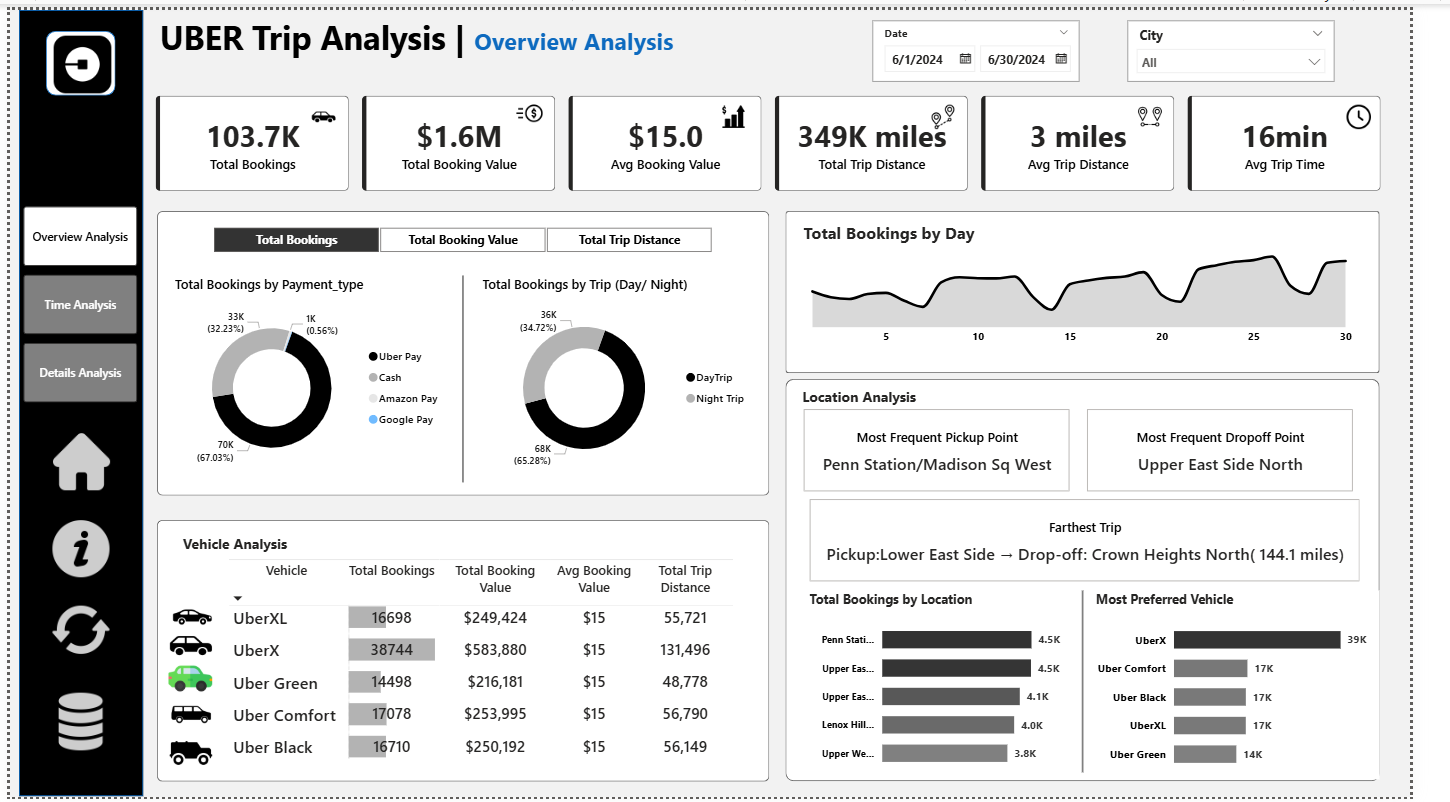 UBER Trip Analysis | Overview Analysis
Date
6/1/2024 6/30/2024
City
All
103.7K
Total Bookings
$1.6M
Total Booking Value
$15.0
Avg Booking Value
349K miles
Total Trip Distance
3 miles
Avg Trip Distance
16min
Avg Trip Time
Overview Analysis
Time Analysis
Details Analysis
Total Bookings Total Booking Value Total Trip Distance
Total Bookings by Payment_type
33K
(32.23%)
1K
(0.56%)
70K
(67.03%)
Uber Pay
Cash
Amazon Pay
Google Pay
Total Bookings by Trip (Day/ Night)
36K
(34.72%)
68K
(65.28%)
DayTrip
Night Trip
Total Bookings by Day
5 10 15 20 25 30
Vehicle Analysis
Vehicle Total Bookings Total Booking Value Avg Booking Value Total Trip Distance
UberXL 16698 $249,424 $15 55,721
UberX 38744 $583,880 $15 131,496
Uber Green 14498 $216,181 $15 48,778
Uber Comfort 17078 $253,995 $15 56,790
Uber Black 16710 $250,192 $15 56,149
Location Analysis
Most Frequent Pickup Point
Penn Station/Madison Sq West
Most Frequent Dropoff Point
Upper East Side North
Farthest Trip
Pickup:Lower East Side → Drop-off: Crown Heights North( 144.1 miles)
Total Bookings by Location
Penn Stati... 4.5K
Upper Eas... 4.5K
Upper Eas... 4.1K
Lenox Hill... 4.0K
Upper We... 3.8K
Most Preferred Vehicle
UberX 39K
Uber Comfort 17K
Uber Black 17K
UberXL 17K
Uber Green 14K